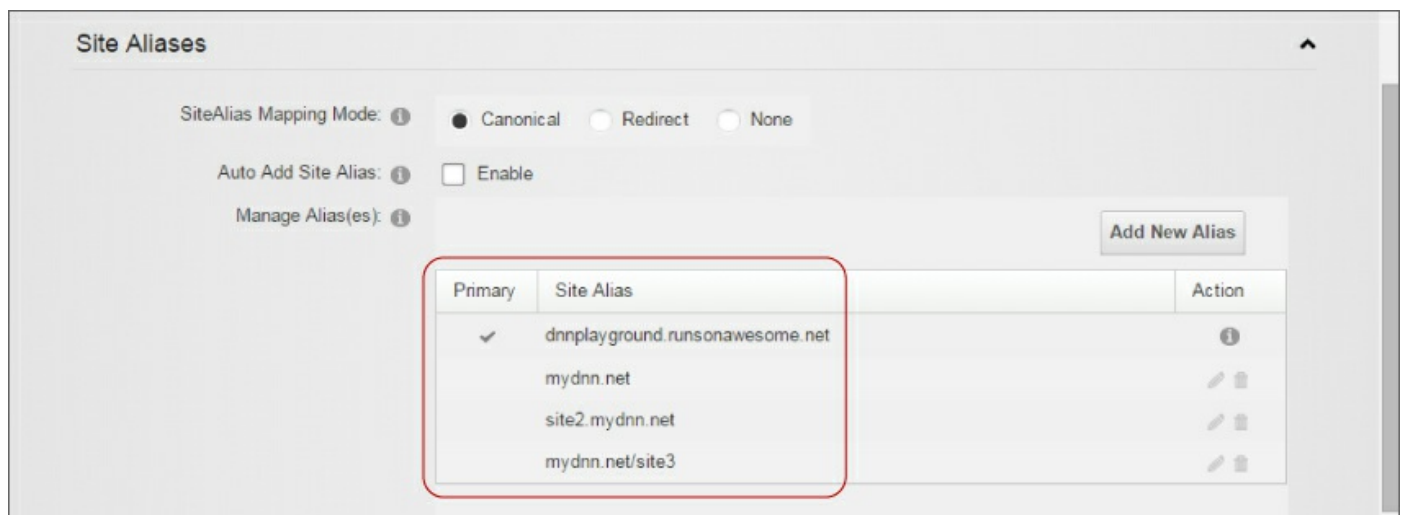 Site Aliases
SiteAlias Mapping Mode: Canonical Redirect None
Auto Add Site Alias: Enable
Manage Alias(es):
Add New Alias
Primary Site Alias Action
dnnplayground.runsonawesome.net
mydnn.net
site2.mydnn.net
mydnn.net/site3